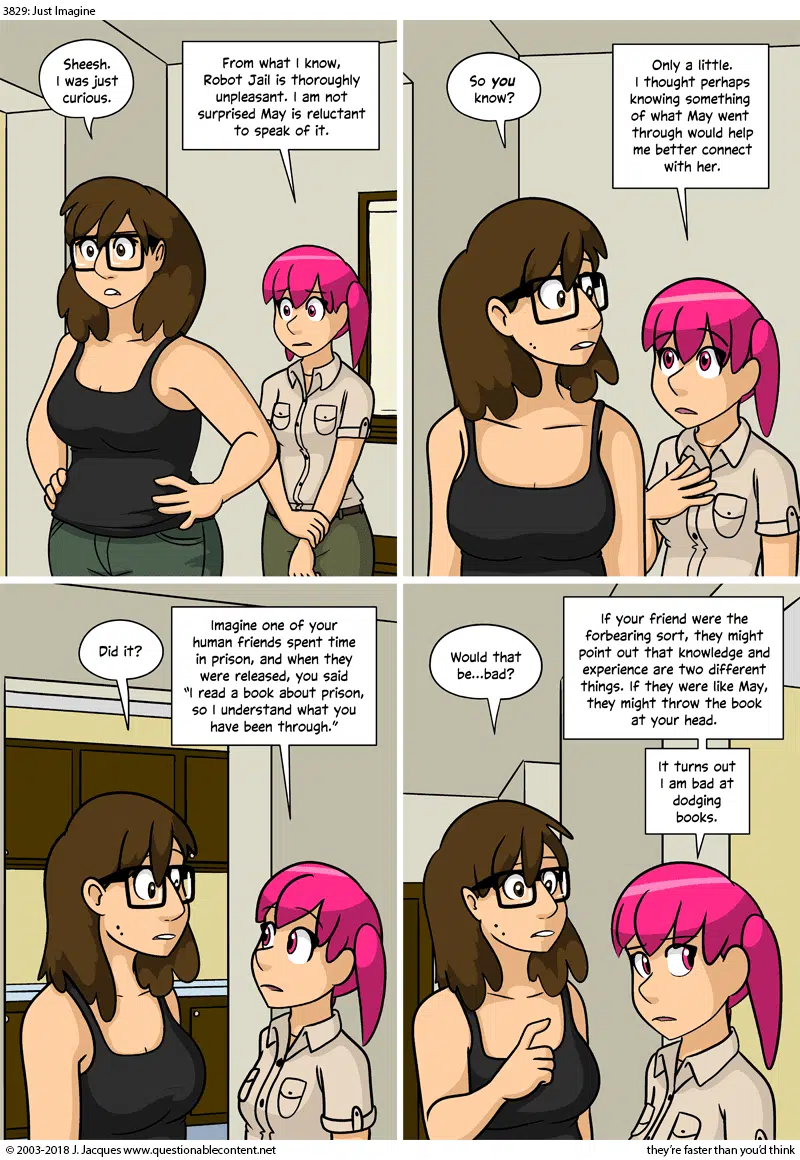 3829: Just Imagine
Sheesh.
I was just
curious.
From what I know,
Robot Jail is thoroughly
unpleasant. I am not
surprised May is reluctant
to speak of it.
So you
know?
Only a little.
I thought perhaps
knowing something
of what May went
through would help
me better connect
with her.
Did it?
Imagine one of your
human friends spent time
in prison, and when they
were released, you said
“I read a book about prison,
so I understand what you
have been through.”
Would that
be...bad?
If your friend were the
forbearing sort, they might
point out that knowledge and
experience are two different
things. If they were like May,
they might throw the book
at your head.
It turns out
I am bad at
dodging
books.
© 2003-2018 J. Jacques www.questionablecontent.net
they're faster than you'd think